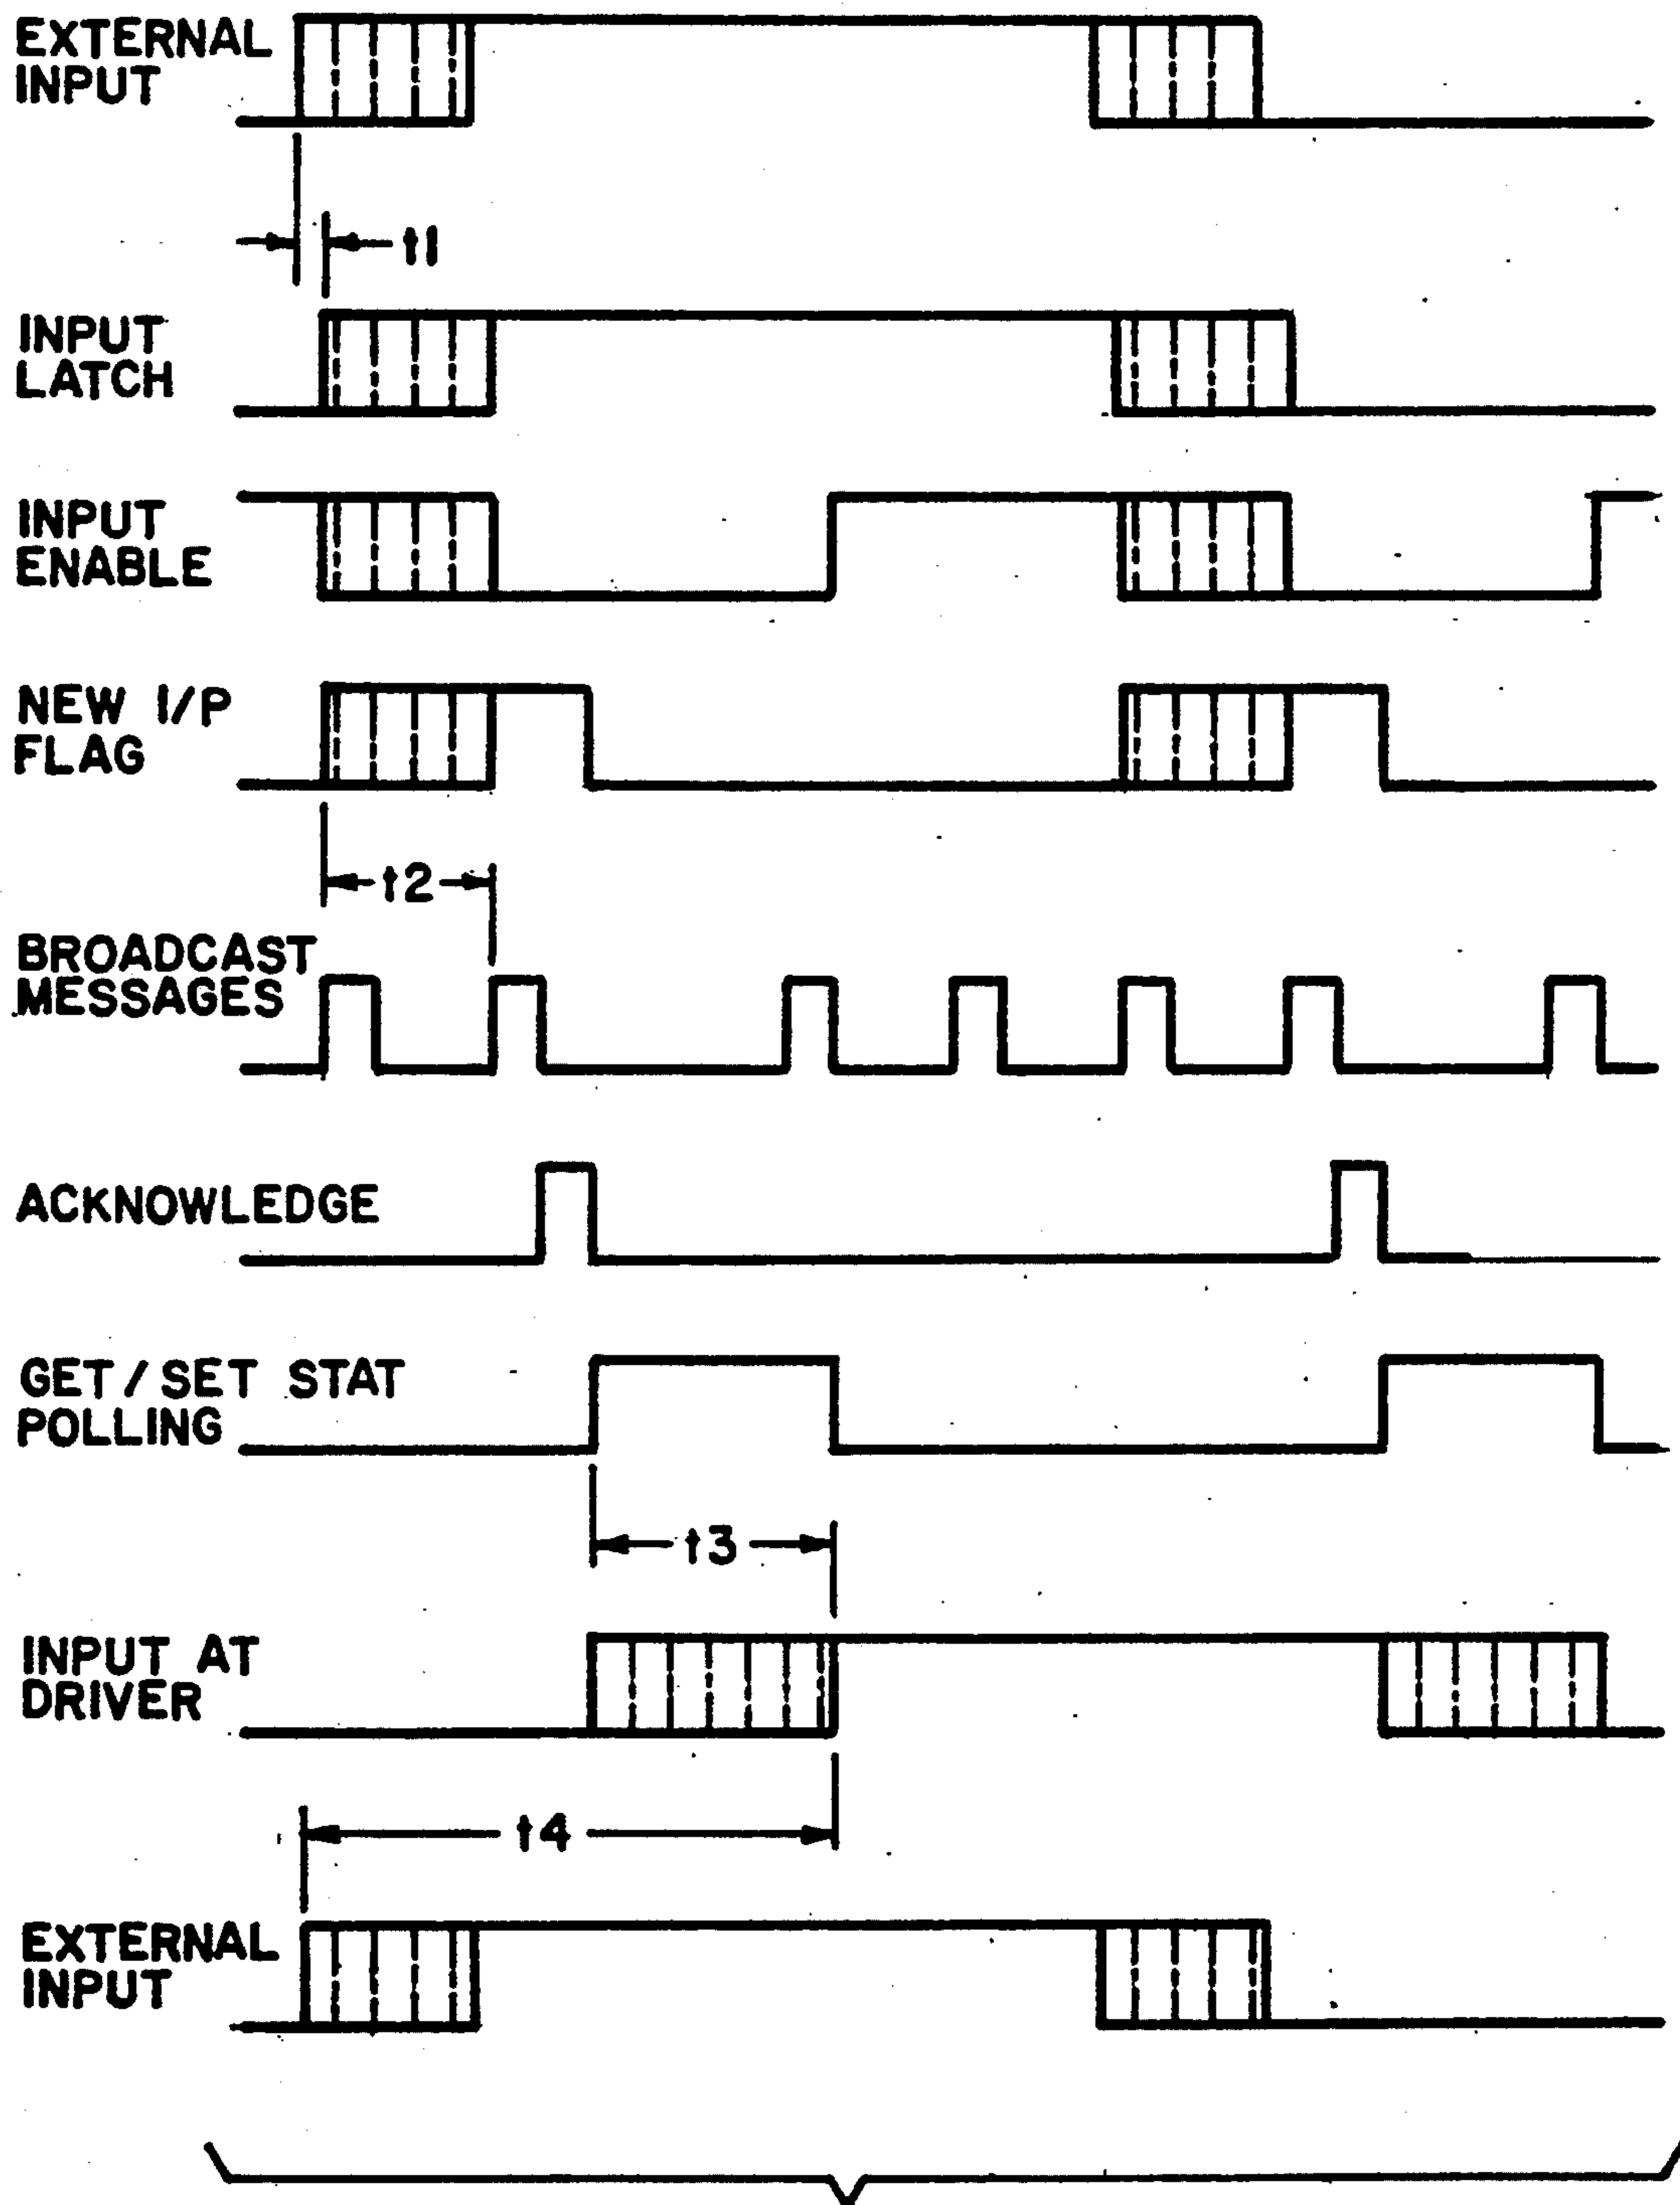 EXTERNAL
INPUT
t1
INPUT
LATCH
INPUT
ENABLE
NEW I/P
FLAG
t2
BROADCAST
MESSAGES
ACKNOWLEDGE
GET/SET STAT
POLLING
t3
INPUT AT
DRIVER
t4
EXTERNAL
INPUT